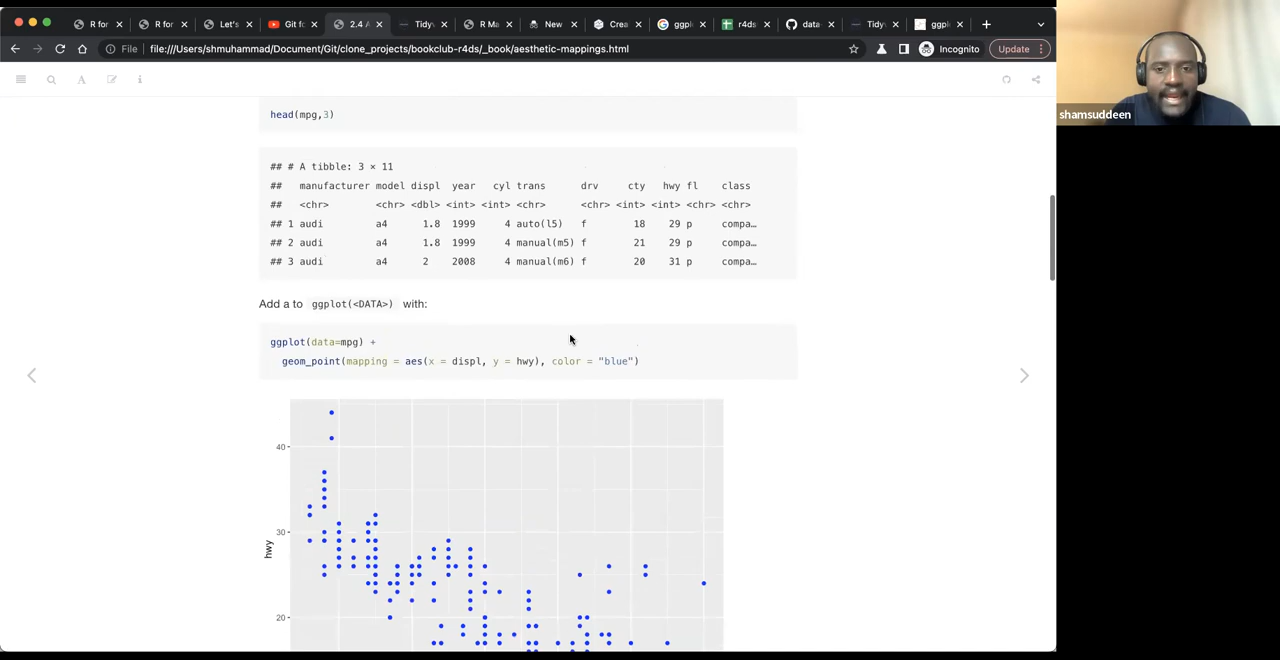 R for
R for
Let's
Git fo
2.4 A
Tidyv
R Ma
New
Crea
ggpl
r4ds
data-
Tidy
ggpl
File file:///Users/shmuhammad/Document/Git/clone_projects/bookclub-r4ds/_book/aesthetic-mappings.html
Incognito
Update
shamsuddeen
head(mpg,3)
## # A tibble: 3 × 11
## manufacturer model displ year cyl trans drv cty hwy fl class
## <chr> <chr> <dbl> <int> <int> <chr> <chr> <int> <int> <chr> <chr>
## 1 audi a4 1.8 1999 4 auto(l5) f 18 29 p compa…
## 2 audi a4 1.8 1999 4 manual(m5) f 21 29 p compa…
## 3 audi a4 2 2008 4 manual(m6) f 20 31 p compa…
Add a to ggplot(<DATA>) with:
ggplot(data=mpg) +
geom_point(mapping = aes(x = displ, y = hwy), color = "blue")
40
30
hwy
20